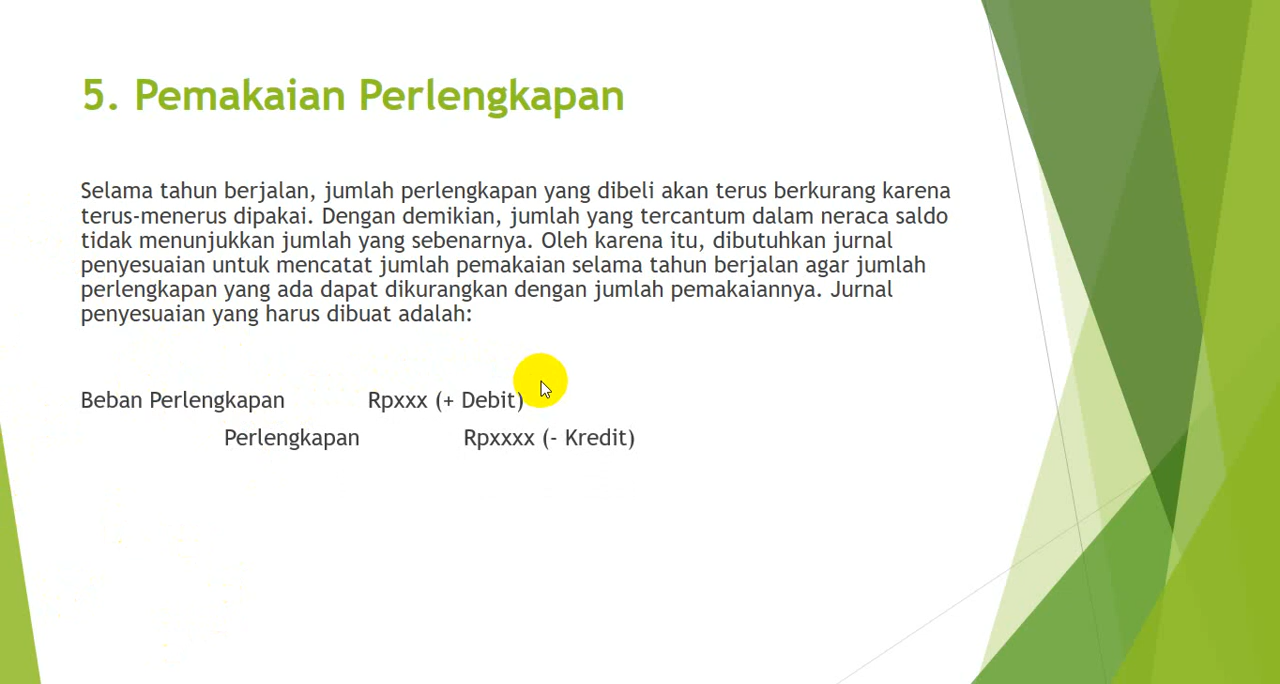 5. Pemakaian Perlengkapan
Selama tahun berjalan, jumlah perlengkapan yang dibeli akan terus berkurang karena
terus-menerus dipakai. Dengan demikian, jumlah yang tercantum dalam neraca saldo
tidak menunjukkan jumlah yang sebenarnya. Oleh karena itu, dibutuhkan jurnal
penyesuaian untuk mencatat jumlah pemakaian selama tahun berjalan agar jumlah
perlengkapan yang ada dapat dikurangkan dengan jumlah pemakaiannya. Jurnal
penyesuaian yang harus dibuat adalah:
Beban Perlengkapan Rpxxx (+ Debit)
Perlengkapan Rpxxxx (- Kredit)